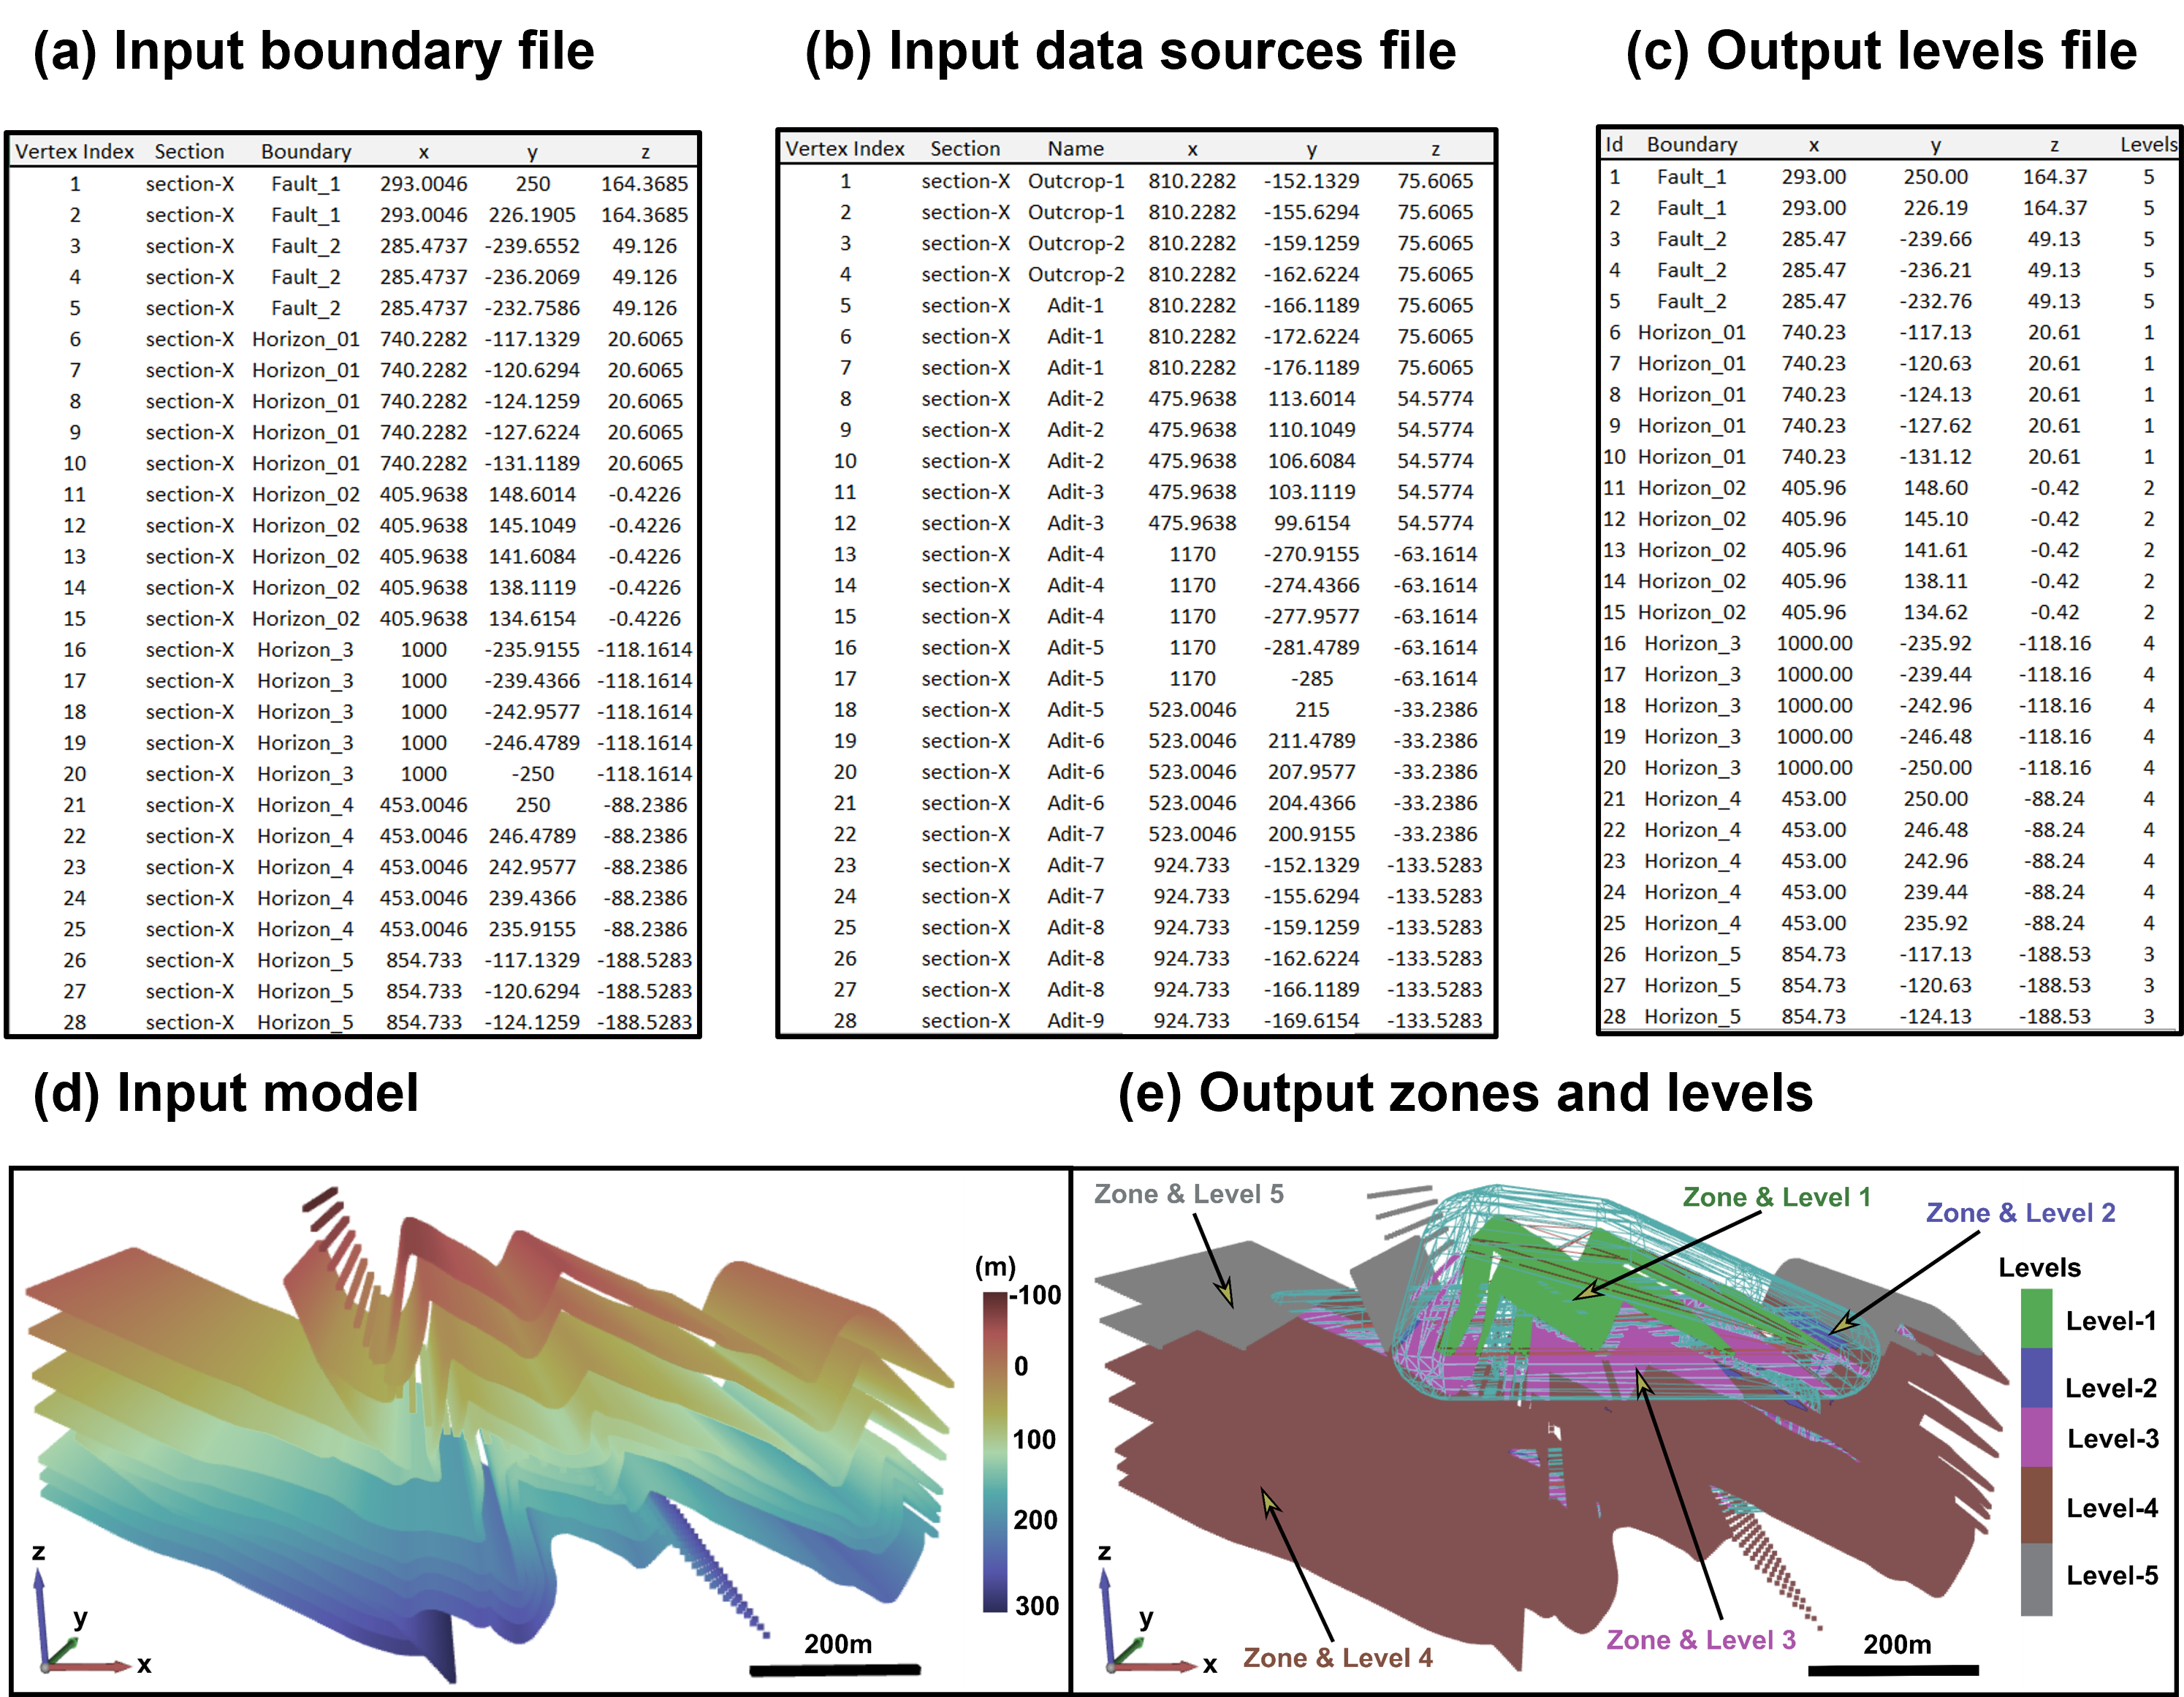 (a) Input boundary file
(b) Input data sources file
(c) Output levels file
Vertex Index Section Boundary x y z
1 section-X Fault_1 293.0046 250 164.3685
2 section-X Fault_1 293.0046 226.1905 164.3685
3 section-X Fault_2 285.4737 -239.6552 49.126
4 section-X Fault_2 285.4737 -236.2069 49.126
5 section-X Fault_2 285.4737 -232.7586 49.126
6 section-X Horizon_01 740.2282 -117.1329 20.6065
7 section-X Horizon_01 740.2282 -120.6294 20.6065
8 section-X Horizon_01 740.2282 -124.1259 20.6065
9 section-X Horizon_01 740.2282 -127.6224 20.6065
10 section-X Horizon_01 740.2282 -131.1189 20.6065
11 section-X Horizon_02 405.9638 148.6014 -0.4226
12 section-X Horizon_02 405.9638 145.1049 -0.4226
13 section-X Horizon_02 405.9638 141.6084 -0.4226
14 section-X Horizon_02 405.9638 138.1119 -0.4226
15 section-X Horizon_02 405.9638 134.6154 -0.4226
16 section-X Horizon_3 1000 -235.9155 -118.1614
17 section-X Horizon_3 1000 -239.4366 -118.1614
18 section-X Horizon_3 1000 -242.9577 -118.1614
19 section-X Horizon_3 1000 -246.4789 -118.1614
20 section-X Horizon_3 1000 -250 -118.1614
21 section-X Horizon_4 453.0046 250 -88.2386
22 section-X Horizon_4 453.0046 246.4789 -88.2386
23 section-X Horizon_4 453.0046 242.9577 -88.2386
24 section-X Horizon_4 453.0046 239.4366 -88.2386
25 section-X Horizon_4 453.0046 235.9155 -88.2386
26 section-X Horizon_5 854.733 -117.1329 -188.5283
27 section-X Horizon_5 854.733 -120.6294 -188.5283
28 section-X Horizon_5 854.733 -124.1259 -188.5283
Vertex Index Section Name x y z
1 section-X Outcrop-1 810.2282 -152.1329 75.6065
2 section-X Outcrop-1 810.2282 -155.6294 75.6065
3 section-X Outcrop-2 810.2282 -159.1259 75.6065
4 section-X Outcrop-2 810.2282 -162.6224 75.6065
5 section-X Adit-1 810.2282 -166.1189 75.6065
6 section-X Adit-1 810.2282 -172.6224 75.6065
7 section-X Adit-1 810.2282 -176.1189 75.6065
8 section-X Adit-2 475.9638 113.6014 54.5774
9 section-X Adit-2 475.9638 110.1049 54.5774
10 section-X Adit-2 475.9638 106.6084 54.5774
11 section-X Adit-3 475.9638 103.1119 54.5774
12 section-X Adit-3 475.9638 99.6154 54.5774
13 section-X Adit-4 1170 -270.9155 -63.1614
14 section-X Adit-4 1170 -274.4366 -63.1614
15 section-X Adit-4 1170 -277.9577 -63.1614
16 section-X Adit-5 1170 -281.4789 -63.1614
17 section-X Adit-5 1170 -285 -63.1614
18 section-X Adit-5 523.0046 215 -33.2386
19 section-X Adit-6 523.0046 211.4789 -33.2386
20 section-X Adit-6 523.0046 207.9577 -33.2386
21 section-X Adit-6 523.0046 204.4366 -33.2386
22 section-X Adit-7 523.0046 200.9155 -33.2386
23 section-X Adit-7 924.733 -152.1329 -133.5283
24 section-X Adit-7 924.733 -155.6294 -133.5283
25 section-X Adit-8 924.733 -159.1259 -133.5283
26 section-X Adit-8 924.733 -162.6224 -133.5283
27 section-X Adit-8 924.733 -166.1189 -133.5283
28 section-X Adit-9 924.733 -169.6154 -133.5283
Id Boundary x y z Levels
1 Fault_1 293.00 250.00 164.37 5
2 Fault_1 293.00 226.19 164.37 5
3 Fault_2 285.47 -239.66 49.13 5
4 Fault_2 285.47 -236.21 49.13 5
5 Fault_2 285.47 -232.76 49.13 5
6 Horizon_01 740.23 -117.13 20.61 1
7 Horizon_01 740.23 -120.63 20.61 1
8 Horizon_01 740.23 -124.13 20.61 1
9 Horizon_01 740.23 -127.62 20.61 1
10 Horizon_01 740.23 -131.12 20.61 1
11 Horizon_02 405.96 148.60 -0.42 2
12 Horizon_02 405.96 145.10 -0.42 2
13 Horizon_02 405.96 141.61 -0.42 2
14 Horizon_02 405.96 138.11 -0.42 2
15 Horizon_02 405.96 134.62 -0.42 2
16 Horizon_3 1000.00 -235.92 -118.16 4
17 Horizon_3 1000.00 -239.44 -118.16 4
18 Horizon_3 1000.00 -242.96 -118.16 4
19 Horizon_3 1000.00 -246.48 -118.16 4
20 Horizon_3 1000.00 -250.00 -118.16 4
21 Horizon_4 453.00 250.00 -88.24 4
22 Horizon_4 453.00 246.48 -88.24 4
23 Horizon_4 453.00 242.96 -88.24 4
24 Horizon_4 453.00 239.44 -88.24 4
25 Horizon_4 453.00 235.92 -88.24 4
26 Horizon_5 854.73 -117.13 -188.53 3
27 Horizon_5 854.73 -120.63 -188.53 3
28 Horizon_5 854.73 -124.13 -188.53 3
(d) Input model
(m)
-100
0
100
200
300
z
y
x
200m
(e) Output zones and levels
Zone & Level 5
Zone & Level 1
Zone & Level 2
Levels
Level-1
Level-2
Level-3
Level-4
Level-5
z
y
x
Zone & Level 4
Zone & Level 3
200m